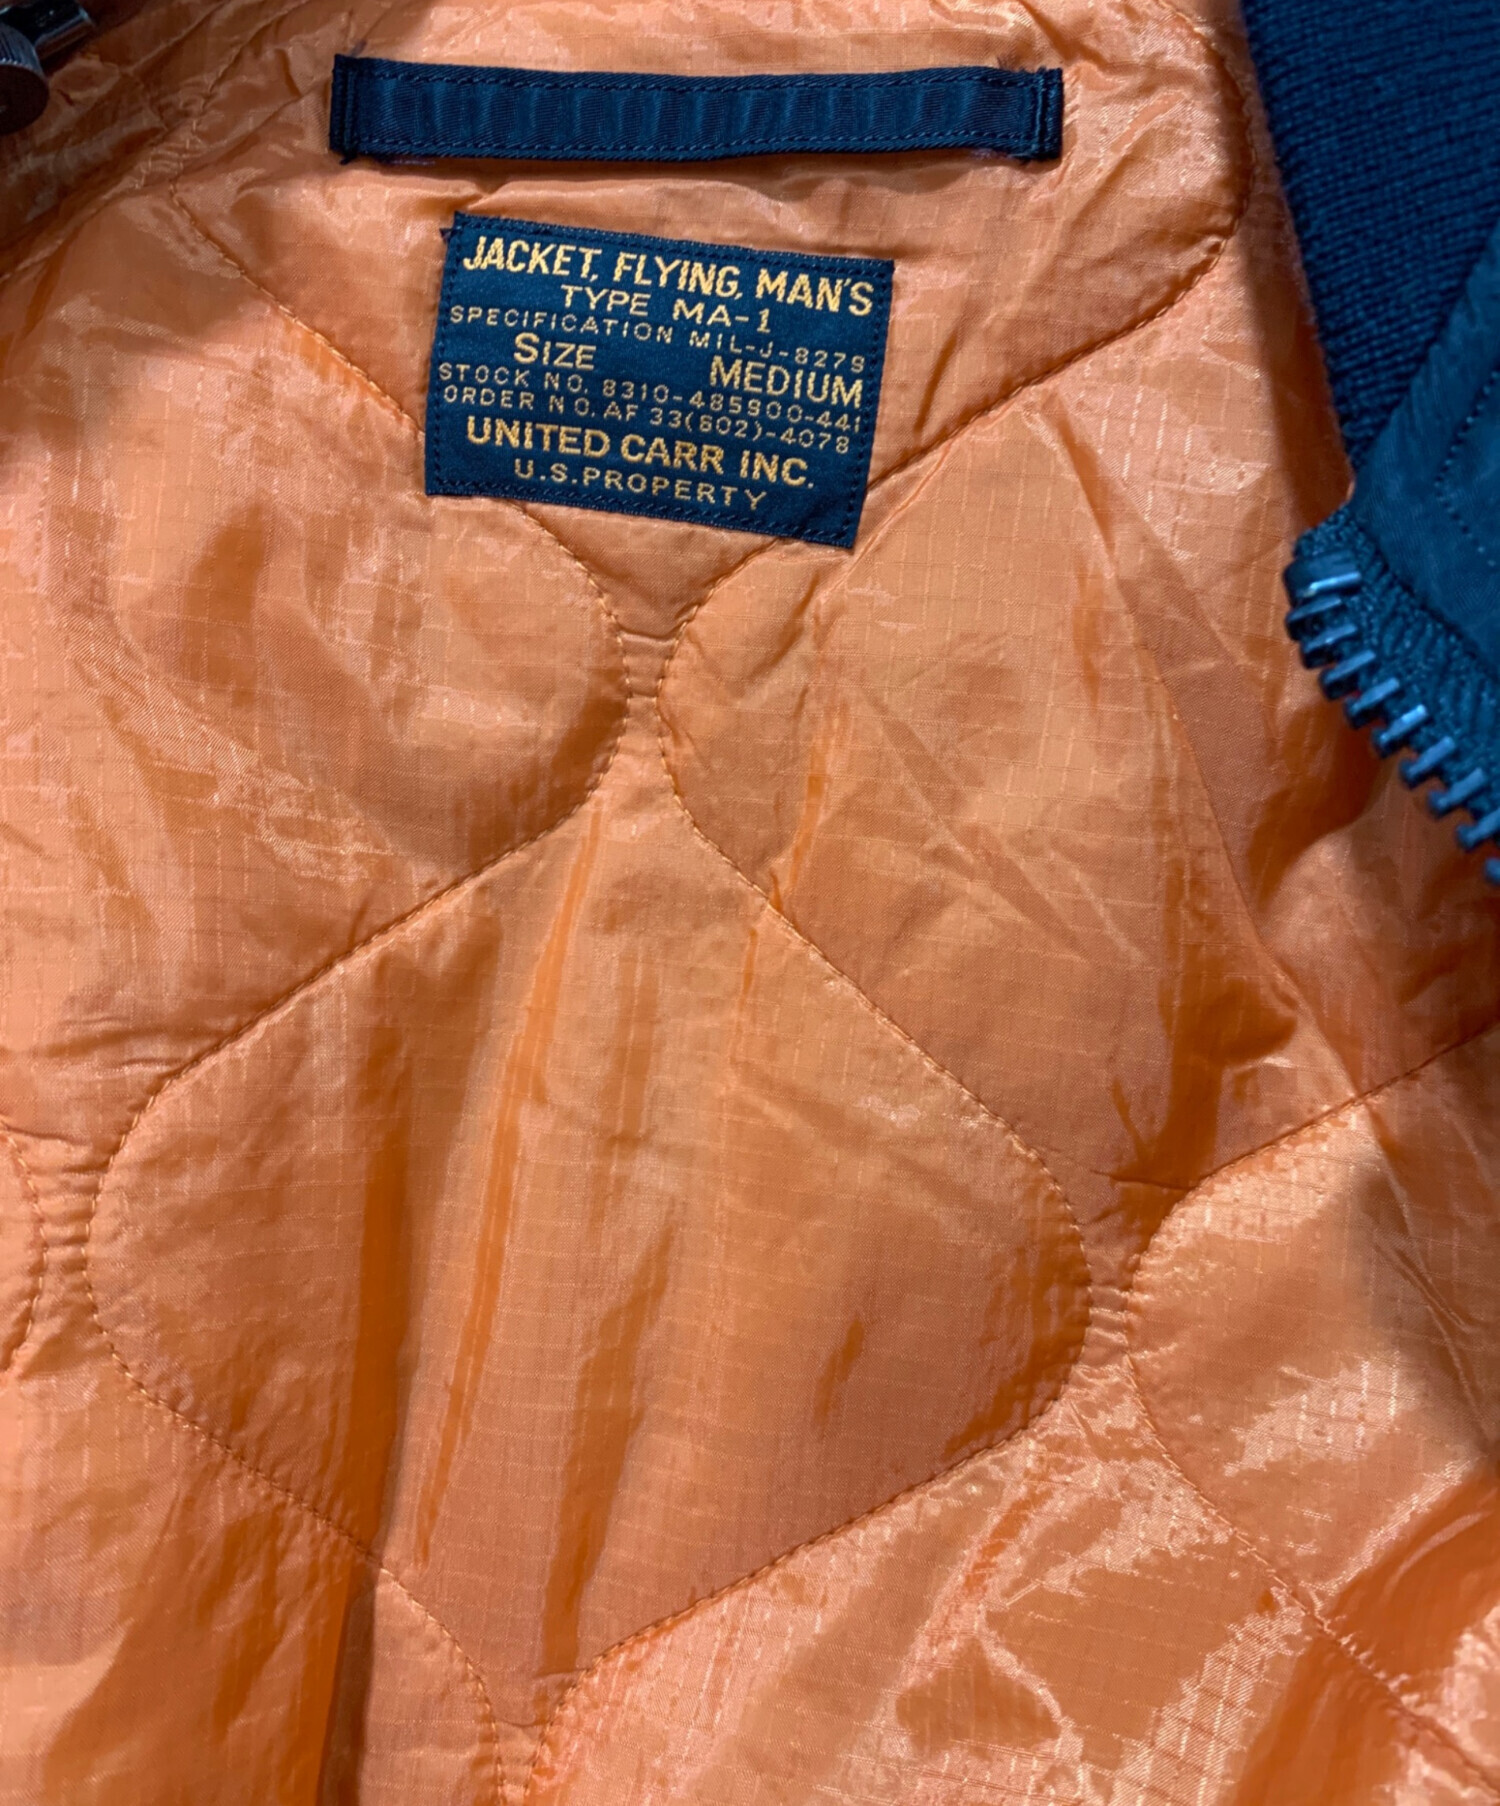 JACKET, FLYING, MAN'S
TYPE MA-1
SPECIFICATION MIL-J-8279
SIZE MEDIUM
STOCK NO. 8310-485900-441
ORDER NO. AF 33(602)-4078
UNITED CARR INC.
U.S. PROPERTY